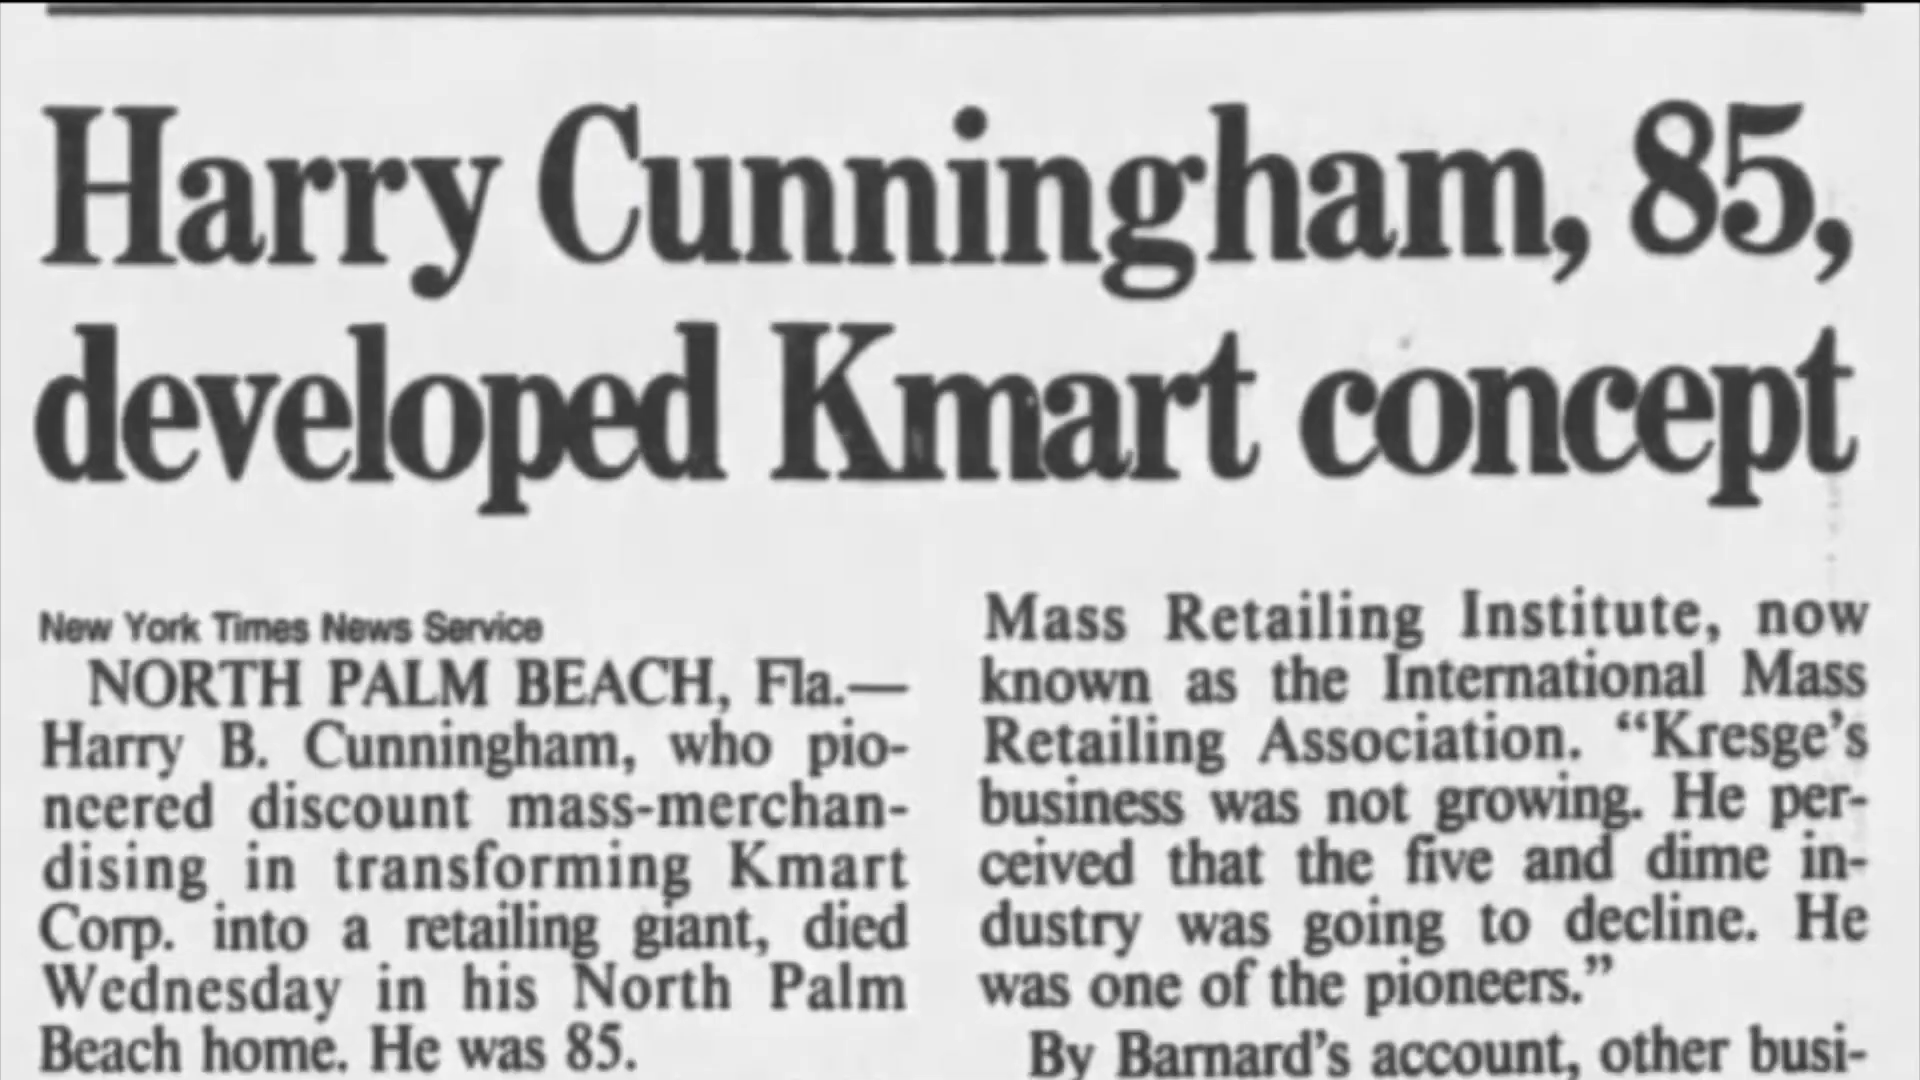 Harry Cunningham, 85,
developed Kmart concept
New York Times News Service
NORTH PALM BEACH, Fla.—
Harry B. Cunningham, who pio-
neered discount mass-merchan-
dising in transforming Kmart
Corp. into a retailing giant, died
Wednesday in his North Palm
Beach home. He was 85.
Mass Retailing Institute, now
known as the International Mass
Retailing Association. “Kresge’s
business was not growing. He per-
ceived that the five and dime in-
dustry was going to decline. He
was one of the pioneers.”
By Barnard’s account, other busi-